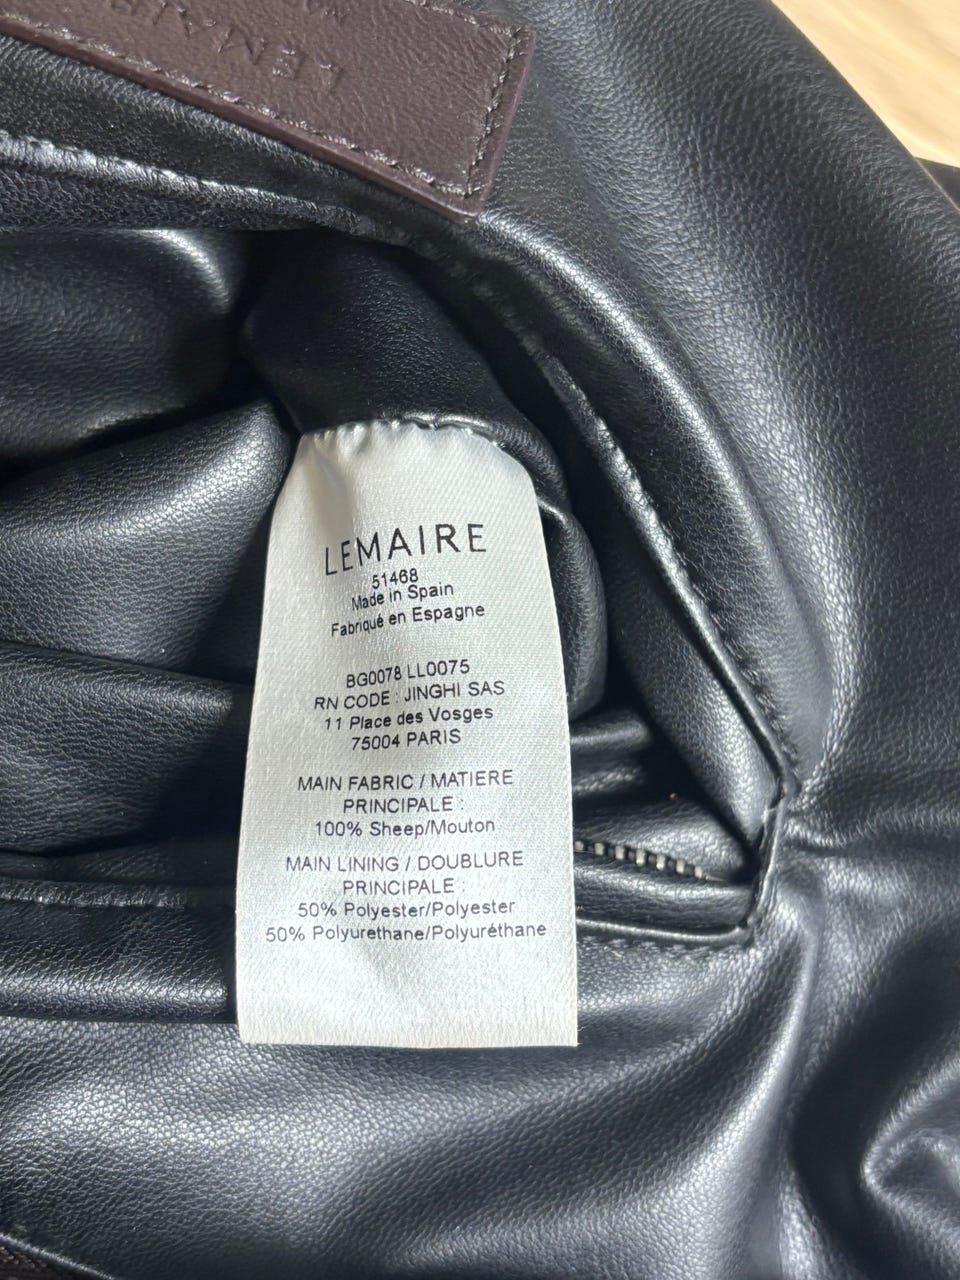 LEMAIRE
51468
Made in Spain
Fabriqué en Espagne
BG0078 LL0075
RN CODE : JINGHI SAS
11 Place des Vosges
75004 PARIS
MAIN FABRIC / MATIERE
PRINCIPALE :
100% Sheep/Mouton
MAIN LINING / DOUBLURE
PRINCIPALE :
50% Polyester/Polyester
50% Polyurethane/Polyuréthane